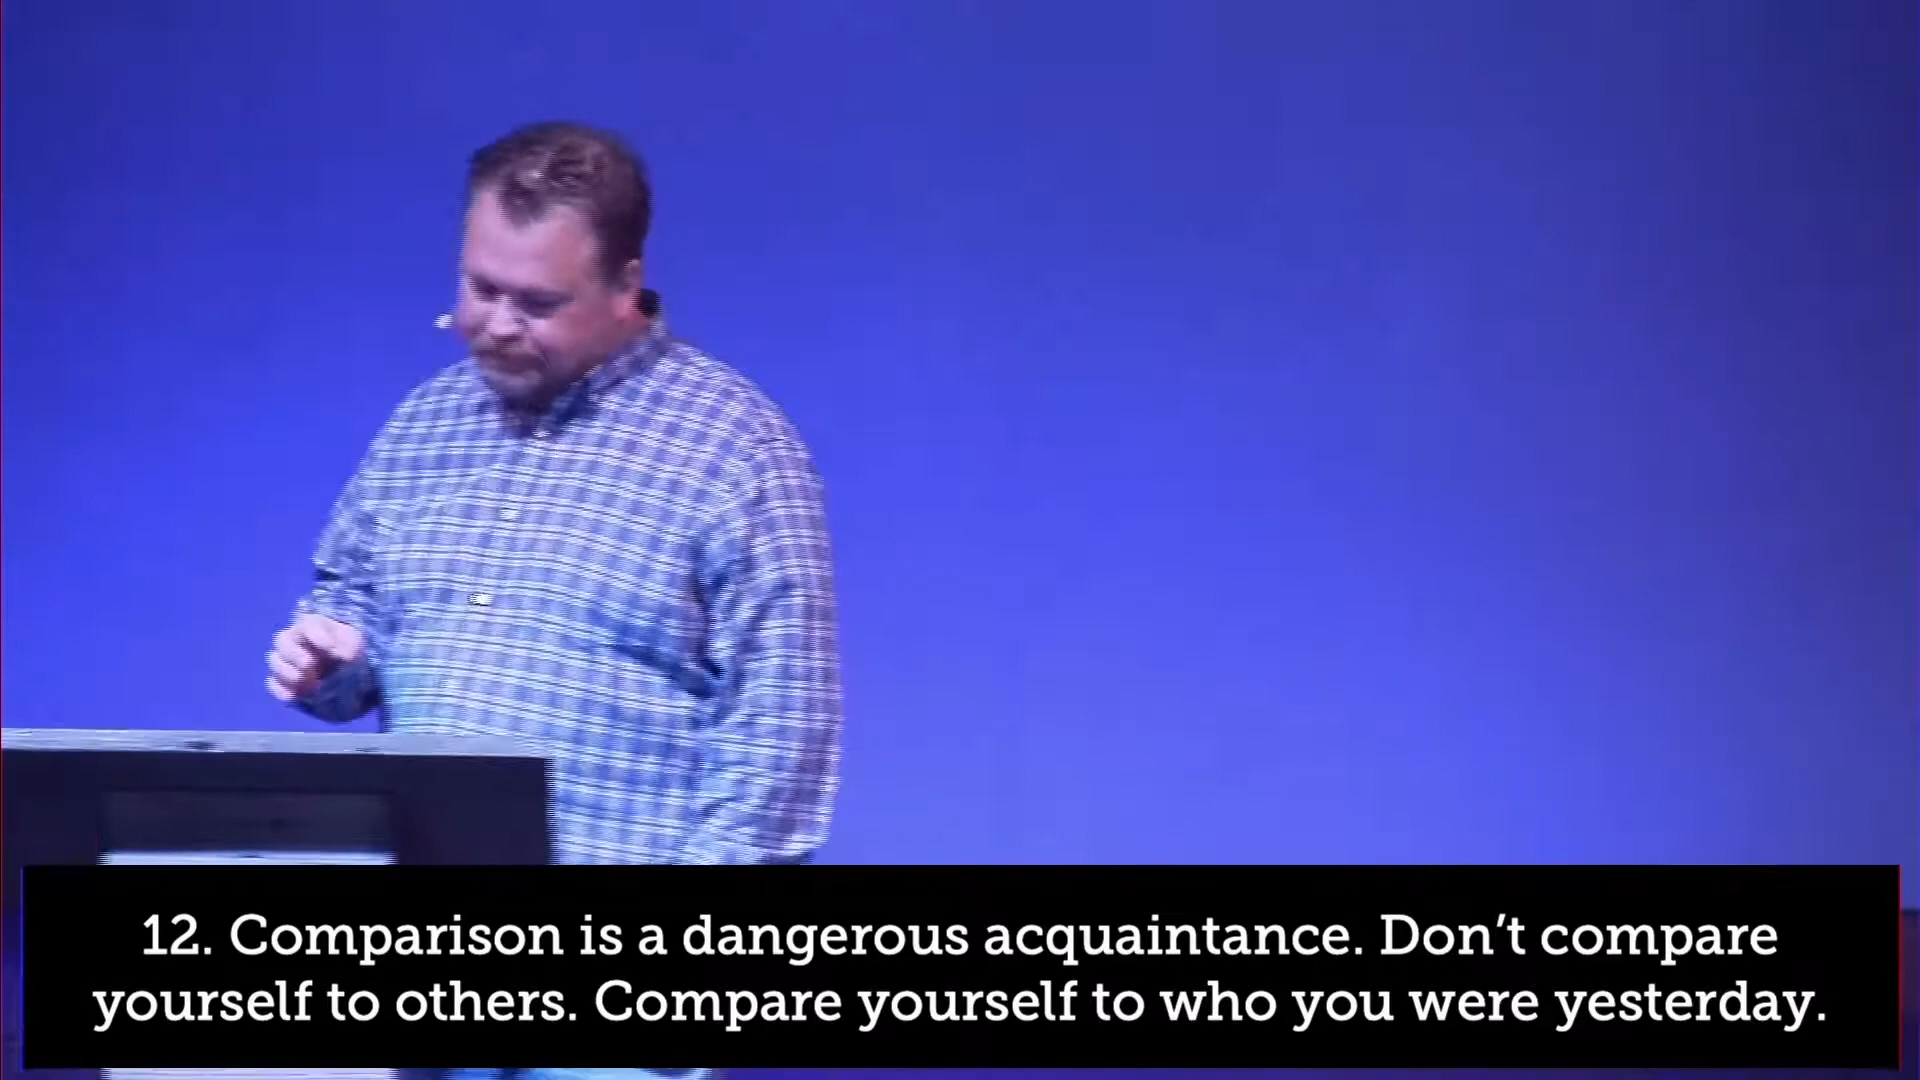 12. Comparison is a dangerous acquaintance. Don’t compare
yourself to others. Compare yourself to who you were yesterday.